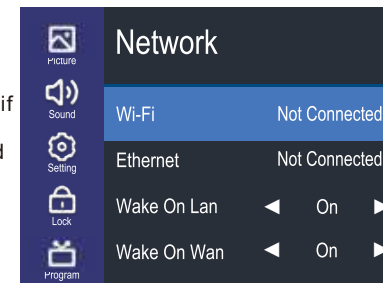 Picture
Network
if
Sound
Wi-Fi Not Connected
d
Setting
Ethernet Not Connected
Lock
Wake On Lan ◀ On ▶
Program
Wake On Wan ◀ On ▶